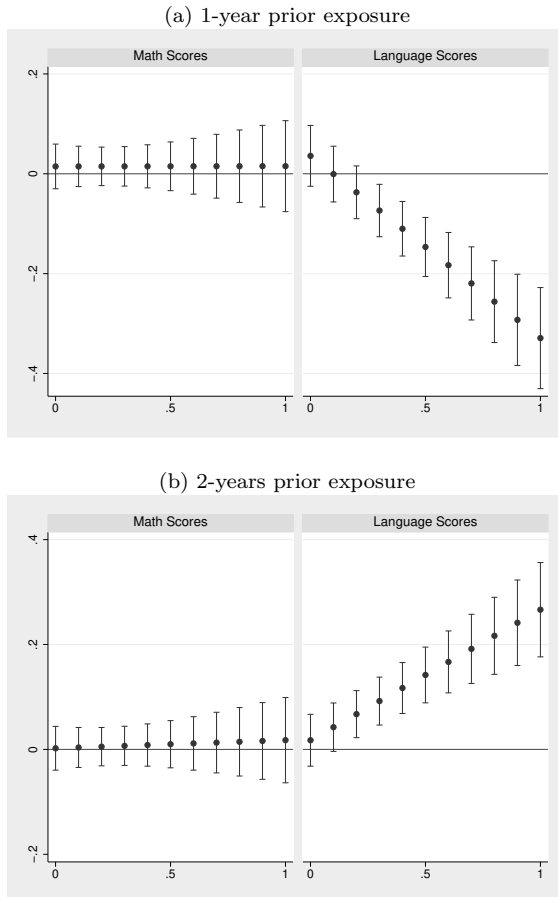 (a) 1-year prior exposure
Math Scores
Language Scores
.2
0
-.2
-.4
0 .5 1
0 .5 1
(b) 2-years prior exposure
Math Scores
Language Scores
.4
.2
0
-.2
0 .5 1
0 .5 1